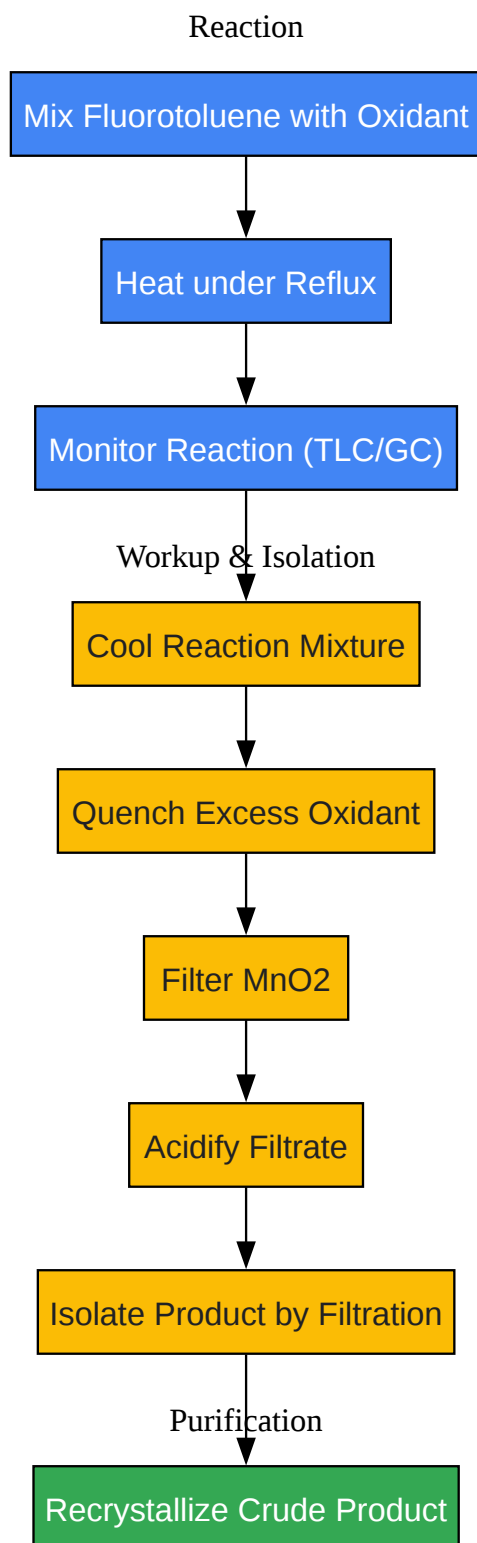 Reaction
Mix Fluorotoluene with Oxidant
Heat under Reflux
Monitor Reaction (TLC/GC)
Workup & Isolation
Cool Reaction Mixture
Quench Excess Oxidant
Filter MnO2
Acidify Filtrate
Isolate Product by Filtration
Purification
Recrystallize Crude Product